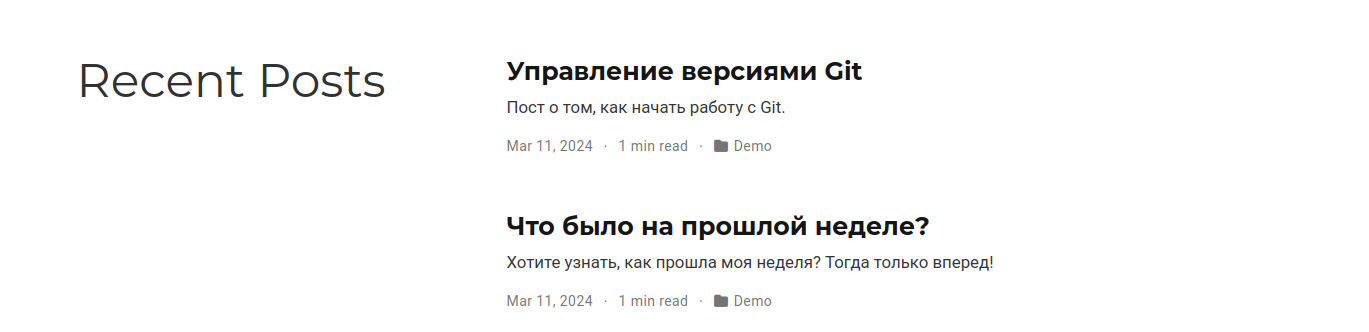 Recent Posts
Управление версиями Git
Пост о том, как начать работу с Git.
Mar 11, 2024 · 1 min read · Demo
Что было на прошлой неделе?
Хотите узнать, как прошла моя неделя? Тогда только вперед!
Mar 11, 2024 · 1 min read · Demo